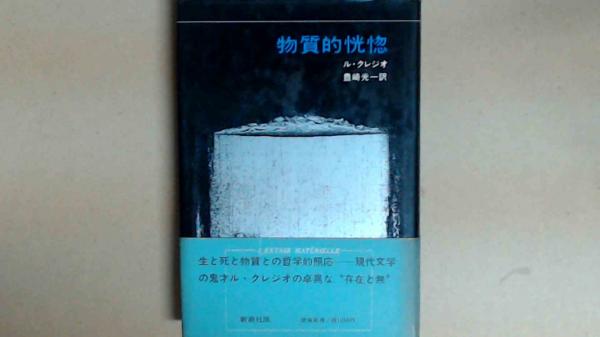 物質的恍惚
ル・クレジオ
豊崎光一訳
L'EXTASE MATÉRIELLE
生と死と物質との哲学的照応──現代文学
の鬼才ル・クレジオの卓異な“存在と無”
新潮社版